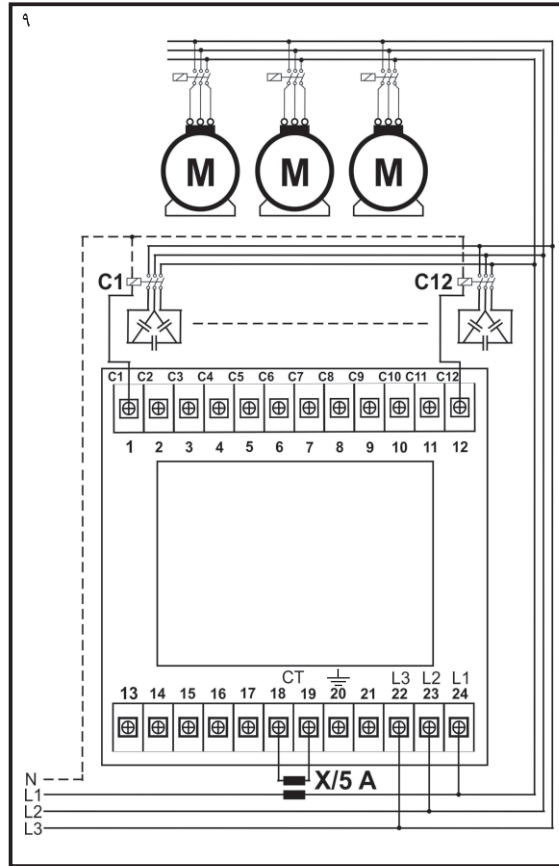 ۹
M M M
C1 C12
C1 C2 C3 C4 C5 C6 C7 C8 C9 C10 C11 C12
1 2 3 4 5 6 7 8 9 10 11 12
CT L3 L2 L1
13 14 15 16 17 18 19 20 21 22 23 24
X/5 A
N
L1
L2
L3